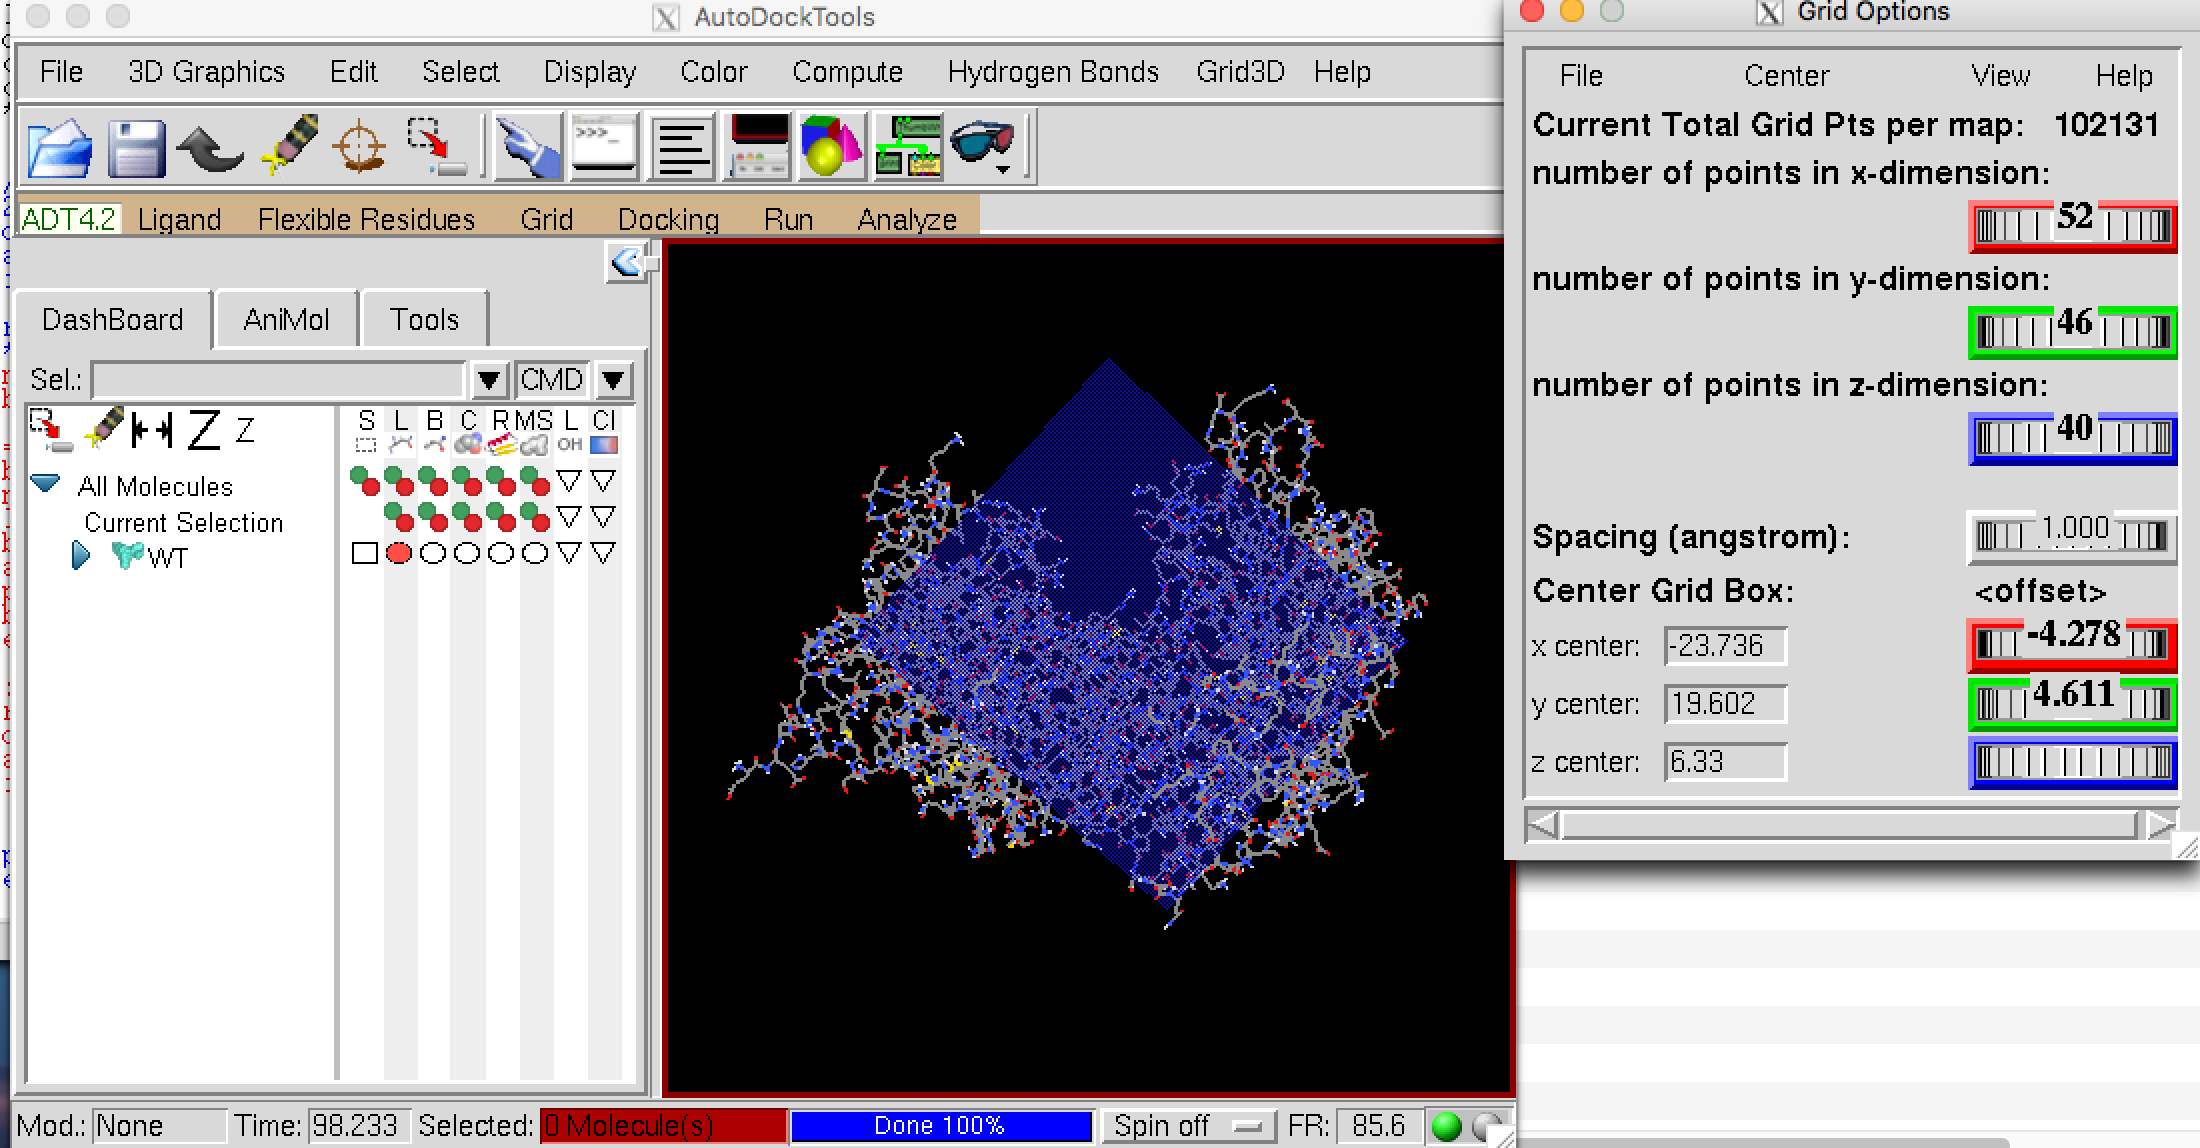 AutoDockTools
File 3D Graphics Edit Select Display Color Compute Hydrogen Bonds Grid3D Help
>>>
ADT4.2 Ligand Flexible Residues Grid Docking Run Analyze
DashBoard AniMol Tools
Sel.: CMD
Z Z S L B C R MS L Cl
OH
All Molecules
Current Selection
WT
Mod.: None Time: 98.233 Selected: 0 Molecule(s) Done 100% Spin off FR: 85.6
Grid Options
File Center View Help
Current Total Grid Pts per map: 102131
number of points in x-dimension:
52
number of points in y-dimension:
46
number of points in z-dimension:
40
Spacing (angstrom): 1.000
Center Grid Box: <offset>
x center: -23.736 -4.278
y center: 19.602 4.611
z center: 6.33